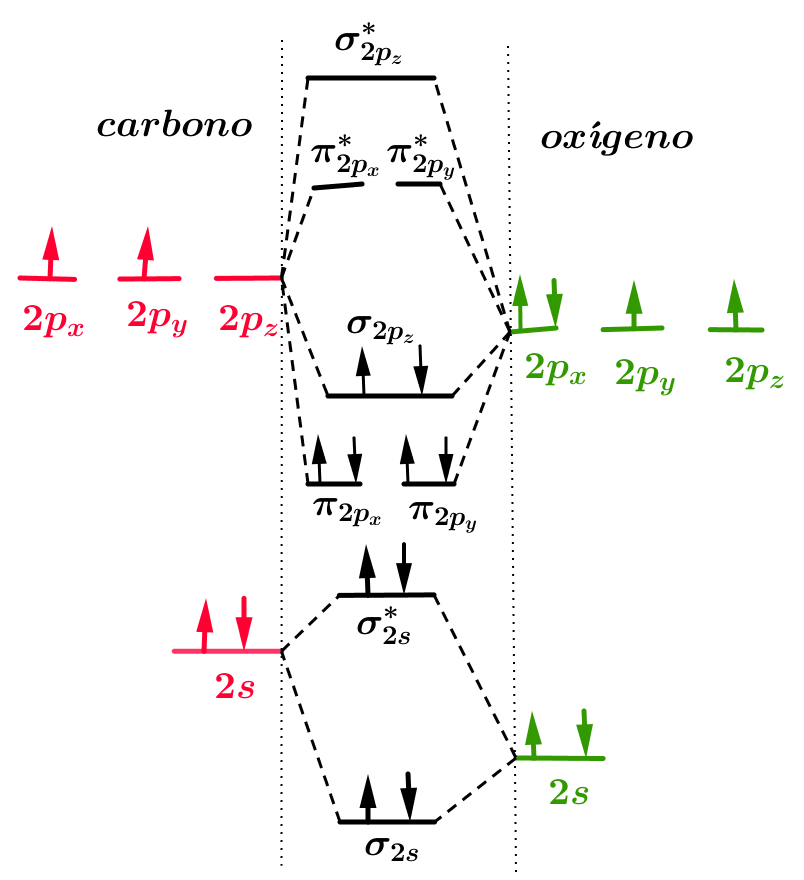 σ*2pz
carbono
oxígeno
π*2px π*2py
2px 2py 2pz
σ2pz
2px 2py 2pz
π2px π2py
σ*2s
2s
2s
σ2s